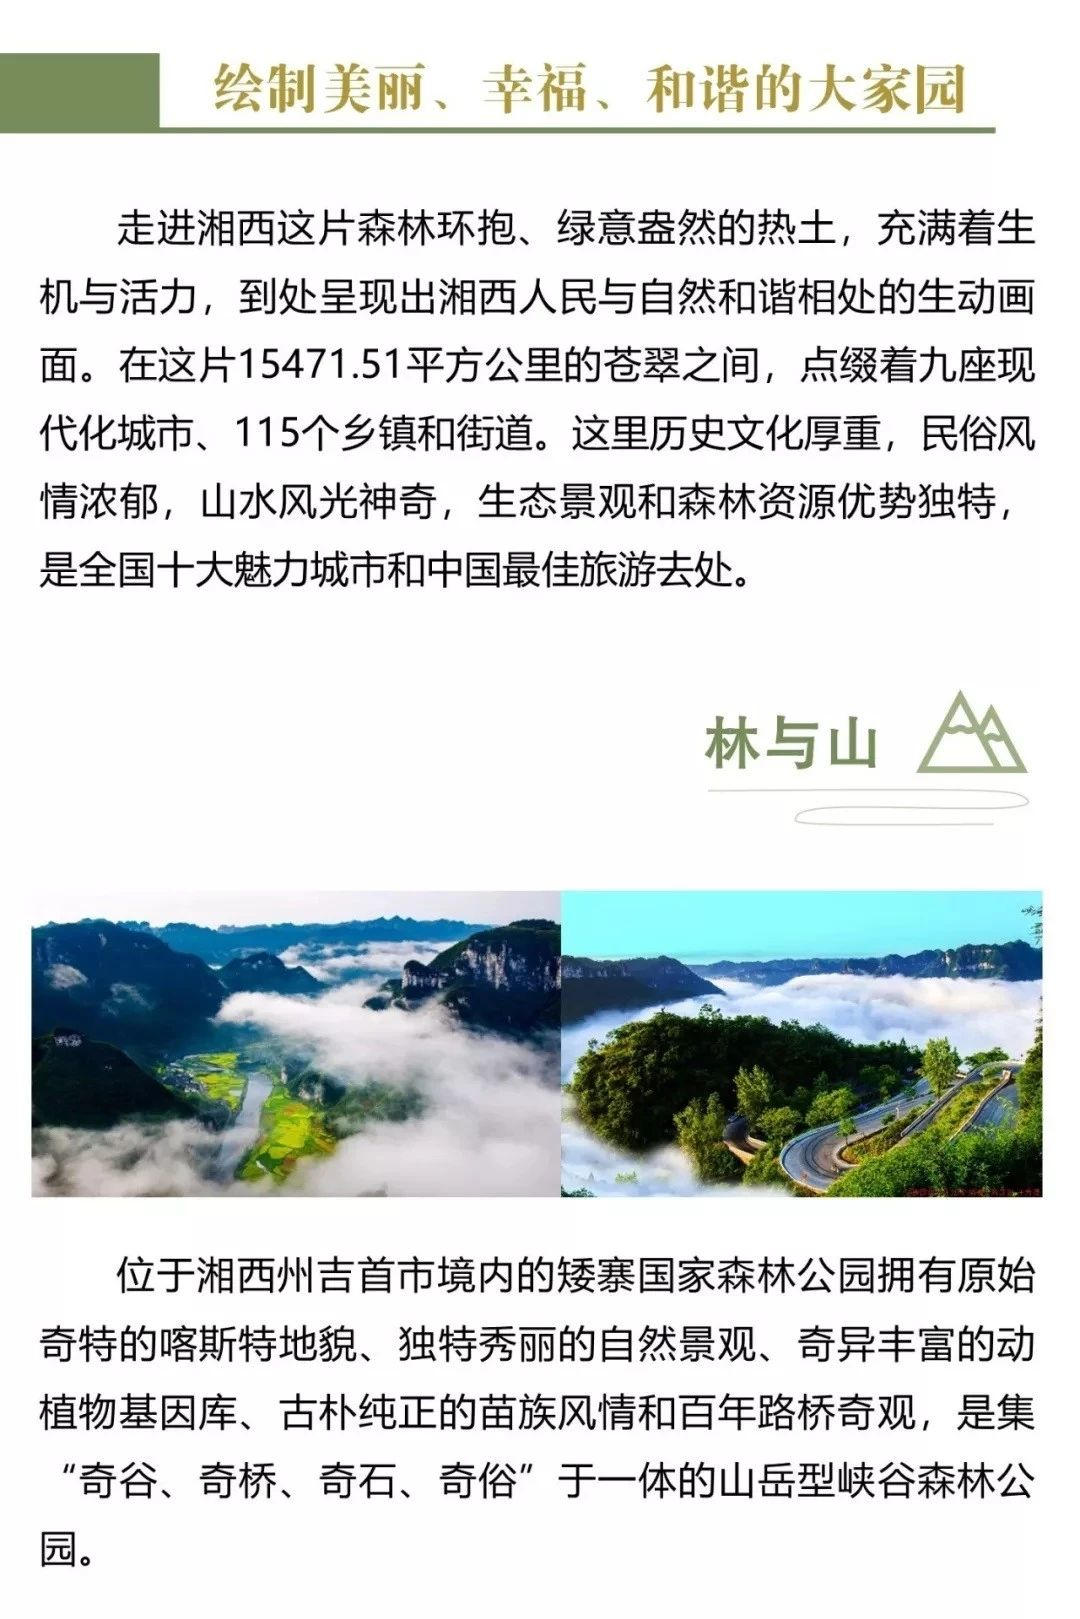 绘制美丽、幸福、和谐的大家园
走进湘西这片森林环抱、绿意盎然的热土，充满着生
机与活力，到处呈现出湘西人民与自然和谐相处的生动画
面。在这片15471.51平方公里的苍翠之间，点缀着九座现
代化城市、115个乡镇和街道。这里历史文化厚重，民俗风
情浓郁，山水风光神奇，生态景观和森林资源优势独特，
是全国十大魅力城市和中国最佳旅游去处。
林与山
位于湘西州吉首市境内的矮寨国家森林公园拥有原始
奇特的喀斯特地貌、独特秀丽的自然景观、奇异丰富的动
植物基因库、古朴纯正的苗族风情和百年路桥奇观，是集
“奇谷、奇桥、奇石、奇俗”于一体的山岳型峡谷森林公
园。